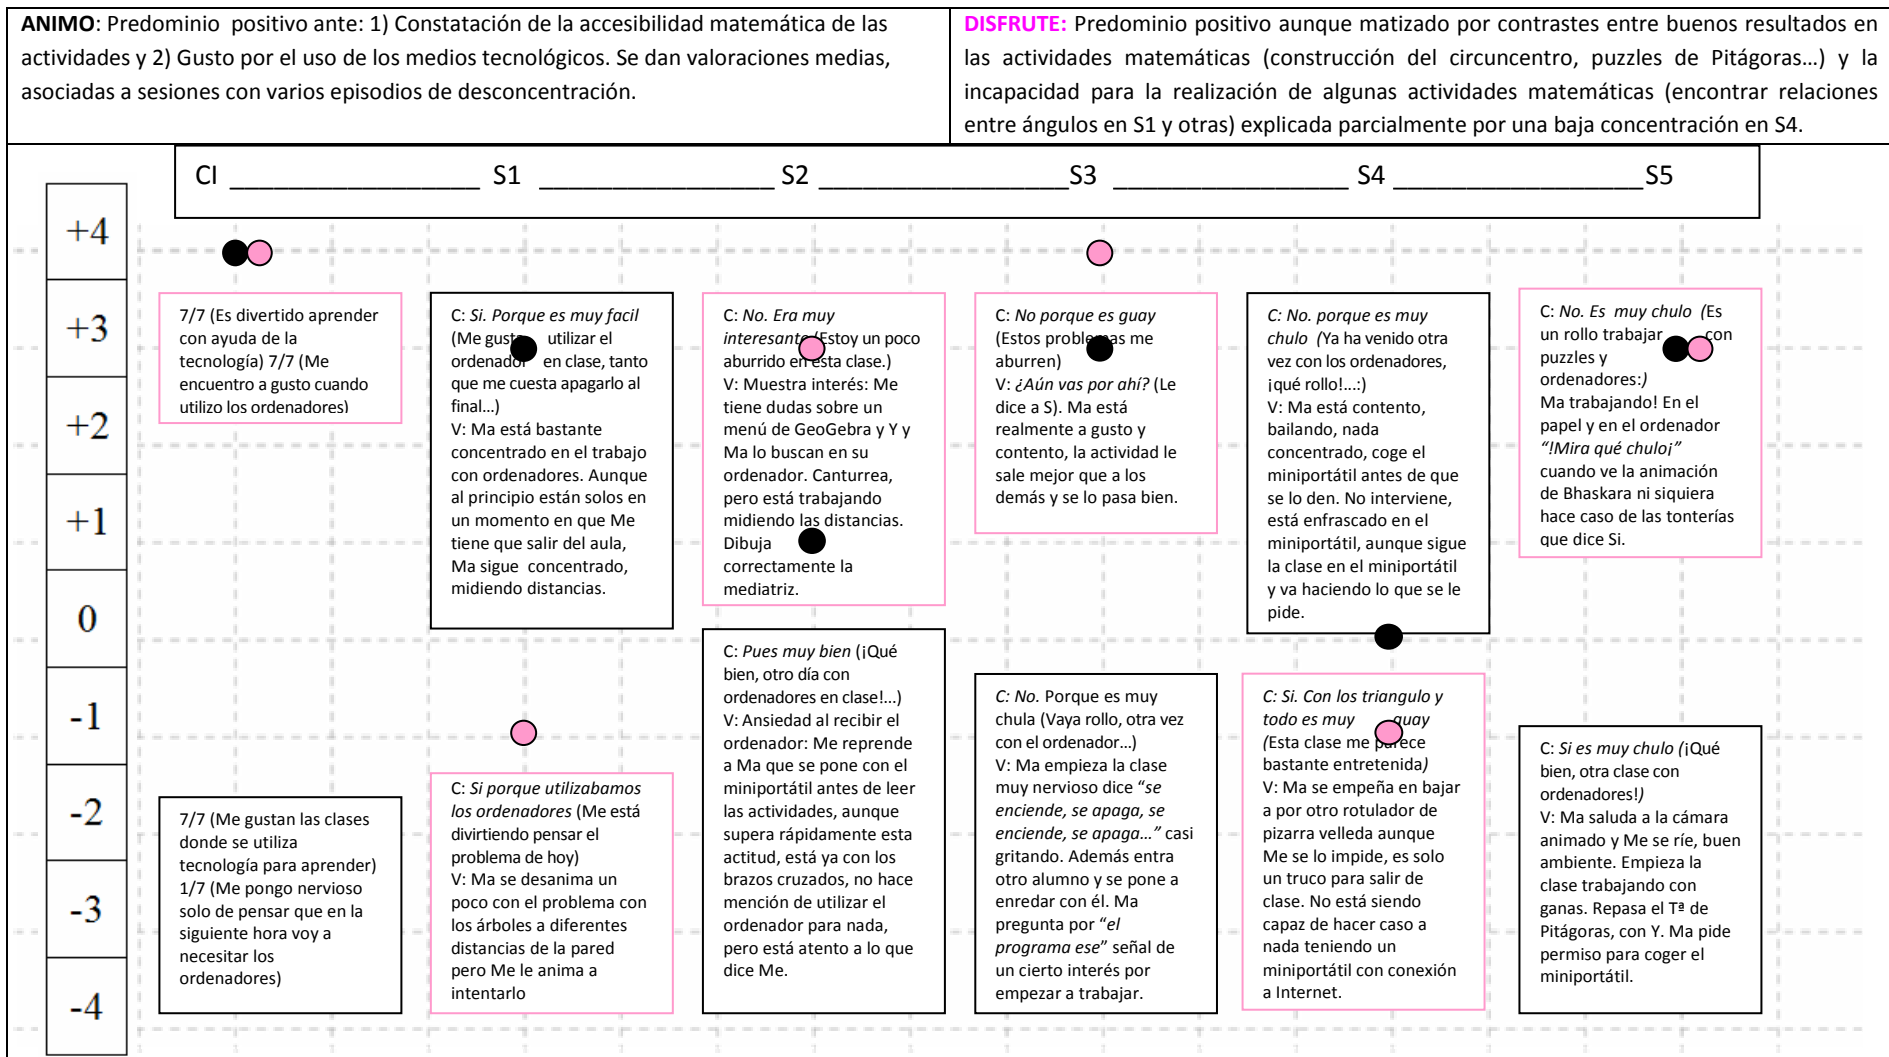 ANIMO: Predominio positivo ante: 1) Constatación de la accesibilidad matemática de las
actividades y 2) Gusto por el uso de los medios tecnológicos. Se dan valoraciones medias,
asociadas a sesiones con varios episodios de desconcentración.
DISFRUTE: Predominio positivo aunque matizado por contrastes entre buenos resultados en
las actividades matemáticas (construcción del circuncentro, puzzles de Pitágoras...) y la
incapacidad para la realización de algunas actividades matemáticas (encontrar relaciones
entre ángulos en S1 y otras) explicada parcialmente por una baja concentración en S4.
CI _________________ S1 ________________ S2 _________________S3 ________________ S4 _________________S5
+4
+3
+2
+1
0
-1
-2
-3
-4
7/7 (Es divertido aprender
con ayuda de la
tecnología) 7/7 (Me
encuentro a gusto cuando
utilizo los ordenadores)
C: Si. Porque es muy facil
(Me gusta utilizar el
ordenador en clase, tanto
que me cuesta apagarlo al
final...)
V: Ma está bastante
concentrado en el trabajo
con ordenadores. Aunque
al principio están solos en
un momento en que Me
tiene que salir del aula,
Ma sigue concentrado,
midiendo distancias.
C: No. Era muy
interesante (Estoy un poco
aburrido en esta clase.)
V: Muestra interés: Me
tiene dudas sobre un
menú de GeoGebra y Y y
Ma lo buscan en su
ordenador. Canturrea,
pero está trabajando
midiendo las distancias.
Dibuja
correctamente la
mediatriz.
C: No porque es guay
(Estos problemas me
aburren)
V: ¿Aún vas por ahí? (Le
dice a S). Ma está
realmente a gusto y
contento, la actividad le
sale mejor que a los
demás y se lo pasa bien.
C: No. porque es muy
chulo (Ya ha venido otra
vez con los ordenadores,
¡qué rollo!...:)
V: Ma está contento,
bailando, nada
concentrado, coge el
miniportátil antes de que
se lo den. No interviene,
está enfrascado en el
miniportátil, aunque sigue
la clase en el miniportátil
y va haciendo lo que se le
pide.
C: No. Es muy chulo (Es
un rollo trabajar con
puzzles y
ordenadores:)
Ma trabajando! En el
papel y en el ordenador
"!Mira qué chulo¡"
cuando ve la animación
de Bhaskara ni siquiera
hace caso de las tonterías
que dice Si.
7/7 (Me gustan las clases
donde se utiliza
tecnología para aprender)
1/7 (Me pongo nervioso
solo de pensar que en la
siguiente hora voy a
necesitar los
ordenadores)
C: Si porque utilizabamos
los ordenadores (Me está
divirtiendo pensar el
problema de hoy)
V: Ma se desanima un
poco con el problema con
los árboles a diferentes
distancias de la pared
pero Me le anima a
intentarlo
C: Pues muy bien (¡Qué
bien, otro día con
ordenadores en clase!...)
V: Ansiedad al recibir el
ordenador: Me reprende
a Ma que se pone con el
miniportátil antes de leer
las actividades, aunque
supera rápidamente esta
actitud, está ya con los
brazos cruzados, no hace
mención de utilizar el
ordenador para nada,
pero está atento a lo que
dice Me.
C: No. Porque es muy
chula (Vaya rollo, otra vez
con el ordenador...)
V: Ma empieza la clase
muy nervioso dice "se
enciende, se apaga, se
enciende, se apaga..." casi
gritando. Además entra
otro alumno y se pone a
enredar con él. Ma
pregunta por "el
programa ese" señal de
un cierto interés por
empezar a trabajar.
C: Si. Con los triangulo y
todo es muy guay
(Esta clase me parece
bastante entretenida)
V: Ma se empeña en bajar
a por otro rotulador de
pizarra velleda aunque
Me se lo impide, es solo
un truco para salir de
clase. No está siendo
capaz de hacer caso a
nada teniendo un
miniportátil con conexión
a Internet.
C: Si es muy chulo (¡Qué
bien, otra clase con
ordenadores!)
V: Ma saluda a la cámara
animado y Me se ríe, buen
ambiente. Empieza la
clase trabajando con
ganas. Repasa el Tª de
Pitágoras, con Y. Ma pide
permiso para coger el
miniportátil.